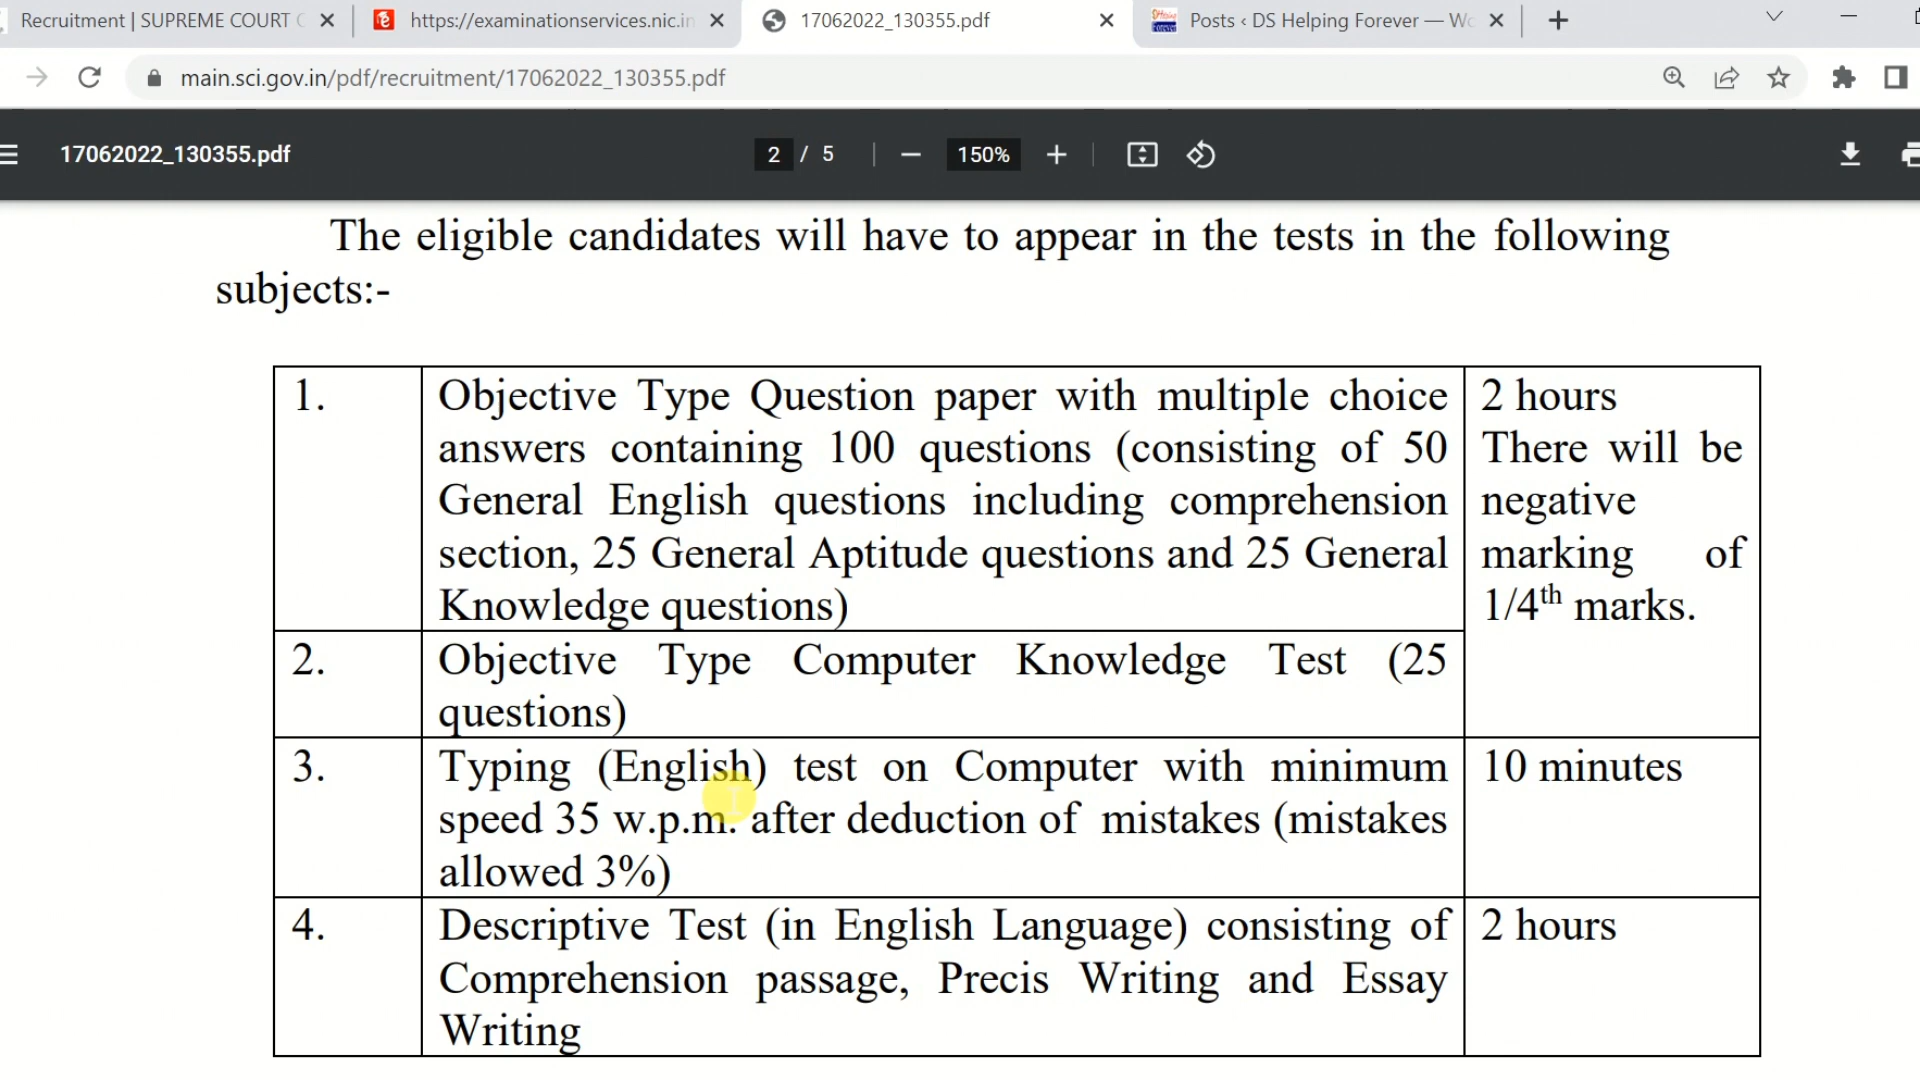 Recruitment | SUPREME COURT
https://examinationservices.nic.in
17062022_130355.pdf
Posts ‹ DS Helping Forever — Wo
main.sci.gov.in/pdf/recruitment/17062022_130355.pdf
17062022_130355.pdf
2 / 5
150%
The eligible candidates will have to appear in the tests in the following
subjects:-
1.
Objective Type Question paper with multiple choice
answers containing 100 questions (consisting of 50
General English questions including comprehension
section, 25 General Aptitude questions and 25 General
Knowledge questions)
2 hours
There will be
negative
marking of
1/4th marks.
2.
Objective Type Computer Knowledge Test (25
questions)
3.
Typing (English) test on Computer with minimum
speed 35 w.p.m. after deduction of mistakes (mistakes
allowed 3%)
10 minutes
4.
Descriptive Test (in English Language) consisting of
Comprehension passage, Precis Writing and Essay
Writing
2 hours